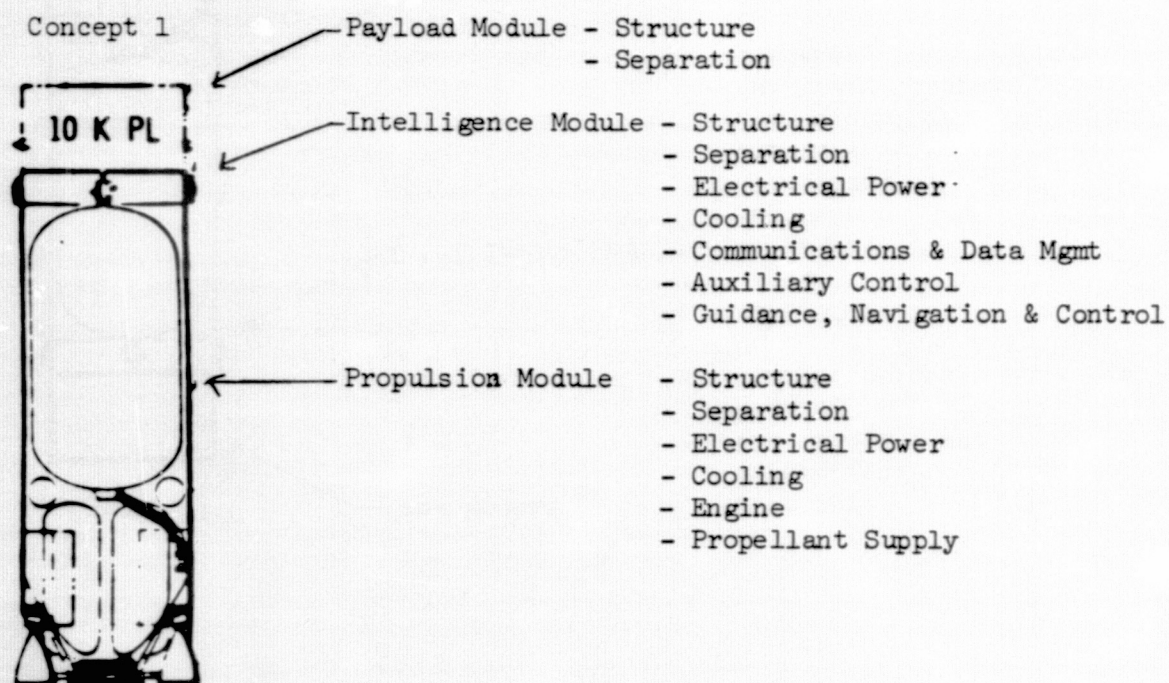 Concept 1
Payload Module - Structure
- Separation
10 K PL
Intelligence Module - Structure
- Separation
- Electrical Power
- Cooling
- Communications & Data Mgmt
- Auxiliary Control
- Guidance, Navigation & Control
Propulsion Module - Structure
- Separation
- Electrical Power
- Cooling
- Engine
- Propellant Supply